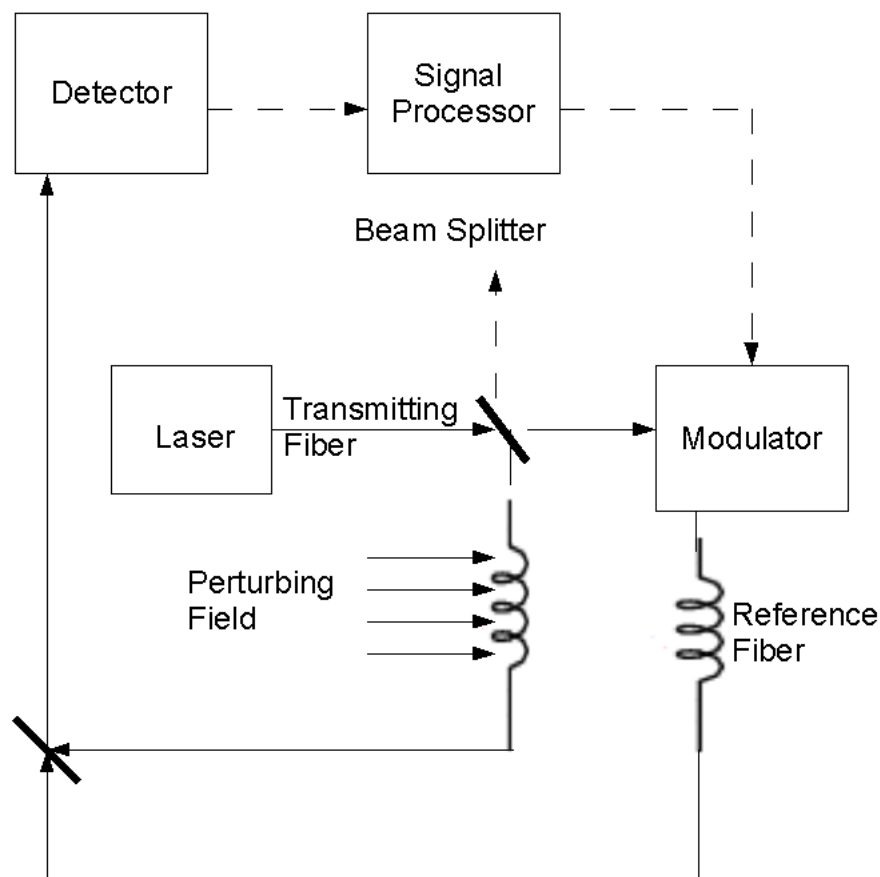 Detector
Signal
Processor
Beam Splitter
Laser
Transmitting
Fiber
Modulator
Perturbing
Field
Reference
Fiber